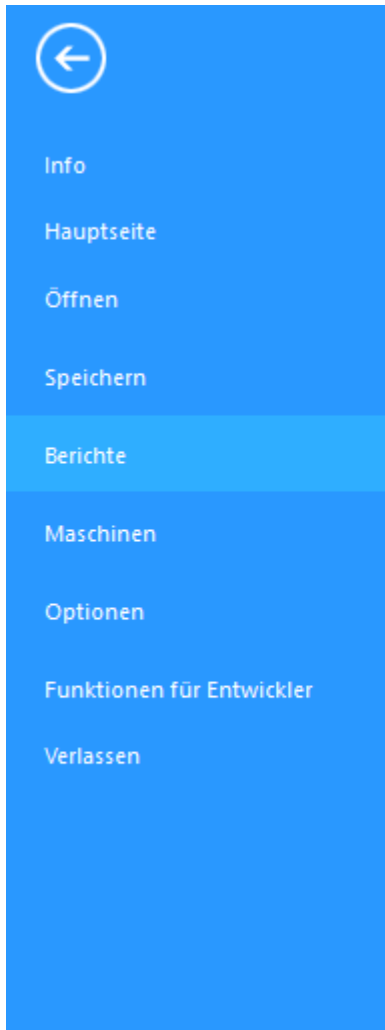 Info
Hauptseite
Öffnen
Speichern
Berichte
Maschinen
Optionen
Funktionen für Entwickler
Verlassen